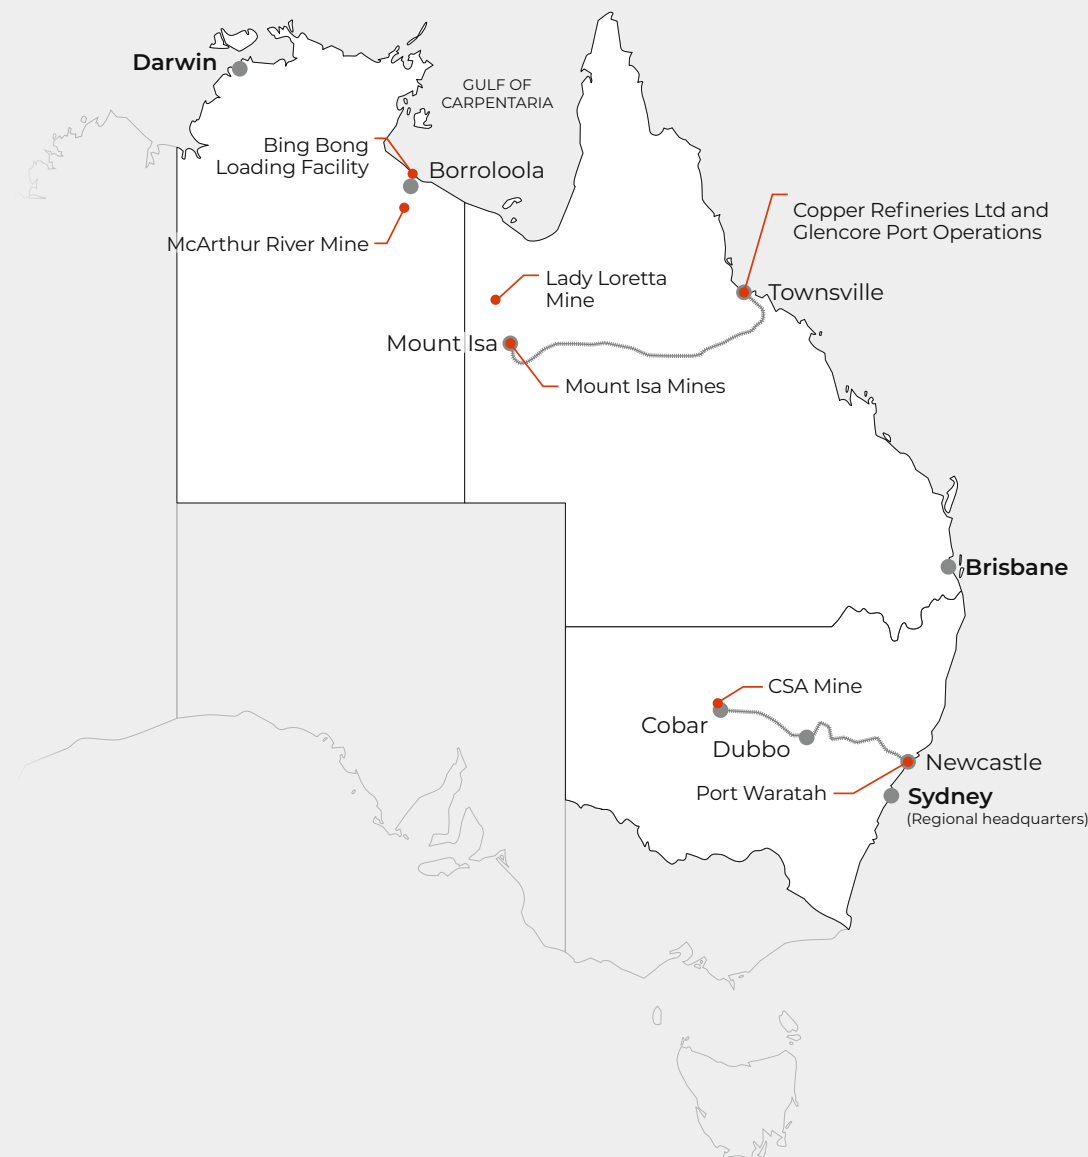 Darwin
GULF OF
CARPENTARIA
Bing Bong
Loading Facility
Borroloola
McArthur River Mine
Copper Refineries Ltd and
Glencore Port Operations
Lady Loretta
Mine
Townsville
Mount Isa
Mount Isa Mines
Brisbane
CSA Mine
Cobar
Dubbo
Newcastle
Port Waratah
Sydney
(Regional headquarters)